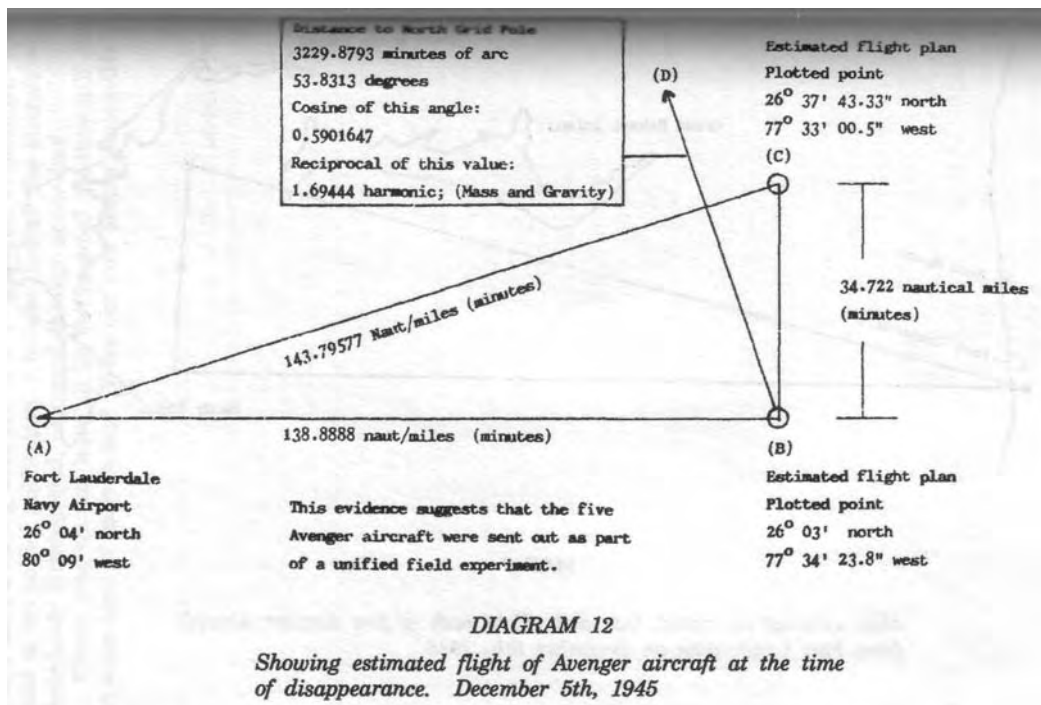 Distance to North Grid Pole
3229.8793 minutes of arc
53.8313 degrees
Cosine of this angle:
0.5901647
Reciprocal of this value:
1.69444 harmonic; (Mass and Gravity)
(D)
Estimated flight plan
Plotted point
26° 37' 43.33" north
77° 33' 00.5" west
(C)
143.79577 Naut/miles (minutes)
34.722 nautical miles
(minutes)
138.8888 naut/miles (minutes)
(A)
Fort Lauderdale
Navy Airport
26° 04' north
80° 09' west
This evidence suggests that the five
Avenger aircraft were sent out as part
of a unified field experiment.
(B)
Estimated flight plan
Plotted point
26° 03' north
77° 34' 23.8" west
DIAGRAM 12
Showing estimated flight of Avenger aircraft at the time
of disappearance. December 5th, 1945